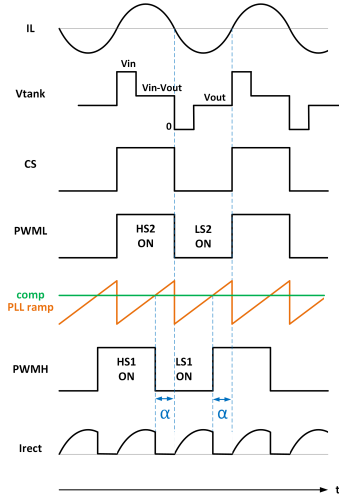 IL
Vin
Vtank
Vin-Vout
Vout
0
CS
PWML
HS2 ON
LS2 ON
comp
PLL ramp
PWMH
HS1 ON
LS1 ON
α
α
Irect
t